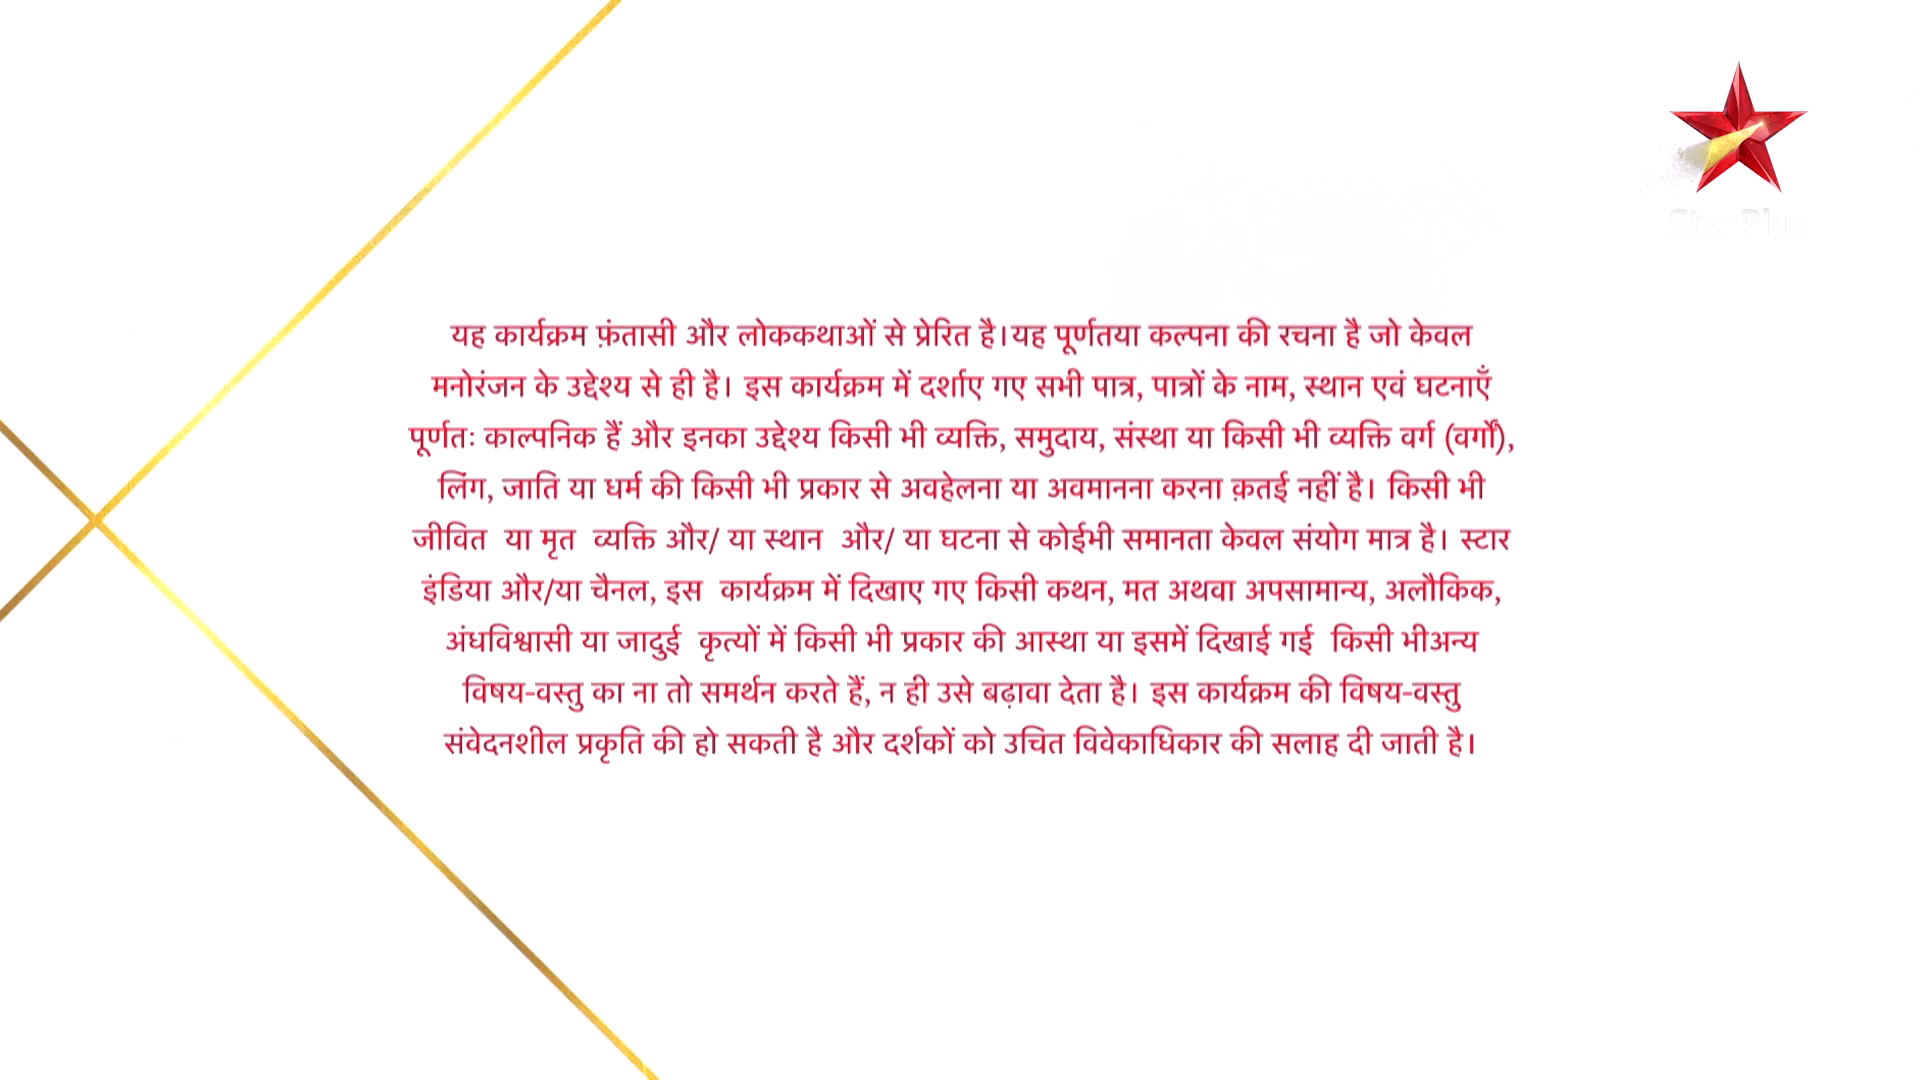 StarPlus
यह कार्यक्रम फ़ंतासी और लोककथाओं से प्रेरित है।यह पूर्णतया कल्पना की रचना है जो केवल
मनोरंजन के उद्देश्य से ही है। इस कार्यक्रम में दर्शाए गए सभी पात्र, पात्रों के नाम, स्थान एवं घटनाएँ
पूर्णतः काल्पनिक हैं और इनका उद्देश्य किसी भी व्यक्ति, समुदाय, संस्था या किसी भी व्यक्ति वर्ग (वर्गों),
लिंग, जाति या धर्म की किसी भी प्रकार से अवहेलना या अवमानना करना क़तई नहीं है। किसी भी
जीवित या मृत व्यक्ति और/ या स्थान और/ या घटना से कोईभी समानता केवल संयोग मात्र है। स्टार
इंडिया और/या चैनल, इस कार्यक्रम में दिखाए गए किसी कथन, मत अथवा अपसामान्य, अलौकिक,
अंधविश्वासी या जादुई कृत्यों में किसी भी प्रकार की आस्था या इसमें दिखाई गई किसी भीअन्य
विषय-वस्तु का ना तो समर्थन करते हैं, न ही उसे बढ़ावा देता है। इस कार्यक्रम की विषय-वस्तु
संवेदनशील प्रकृति की हो सकती है और दर्शकों को उचित विवेकाधिकार की सलाह दी जाती है।